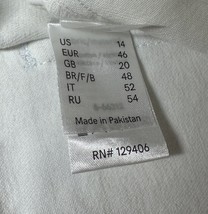 US 14
EUR 46
GB 20
BR/F/B 48
IT 52
RU 54
Made in Pakistan
RN# 129406